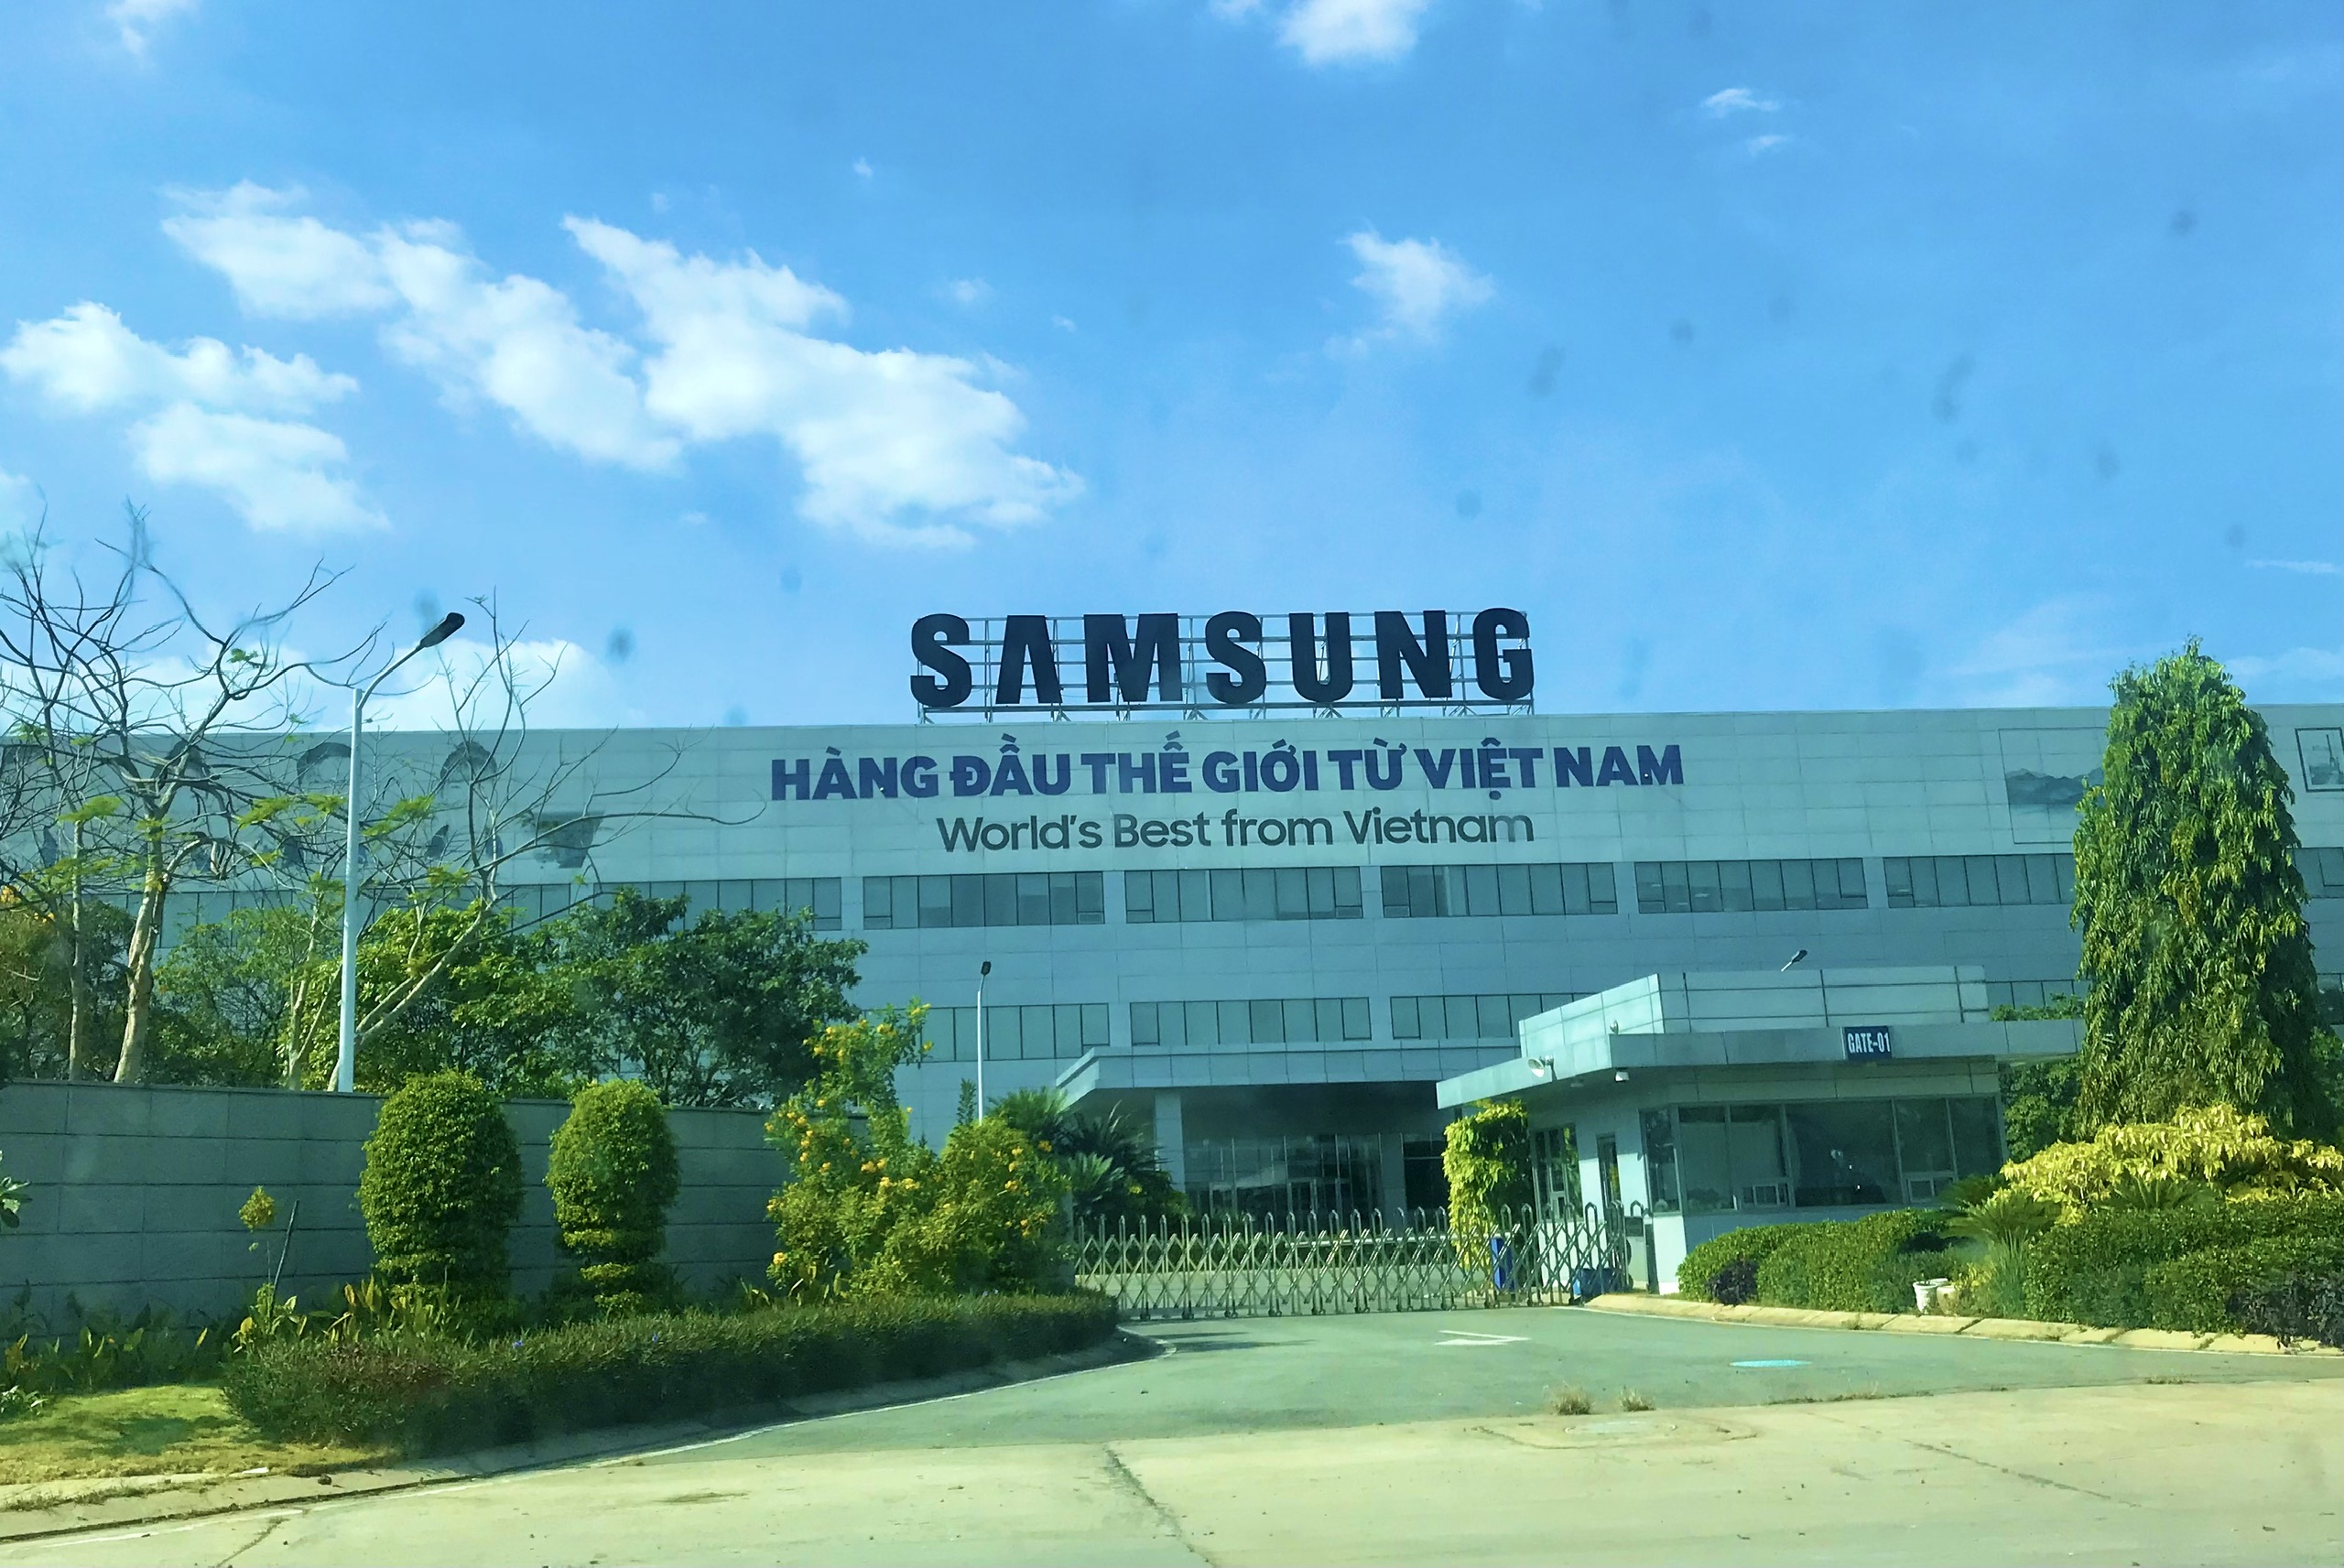 SAMSUNG
HÀNG ĐẦU THẾ GIỚI TỪ VIỆT NAM
World's Best from Vietnam
GATE-01